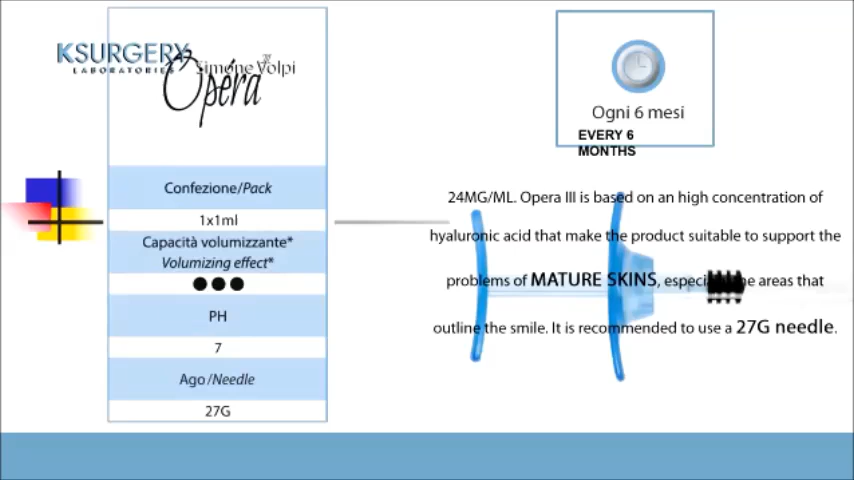 KSURGERY
LABORATORIES
Simone Volpi
Opéra
Confezione/Pack
1x1ml
Capacità volumizzante*
Volumizing effect*
PH
7
Ago/Needle
27G
Ogni 6 mesi
EVERY 6
MONTHS
24MG/ML. Opera III is based on an high concentration of
hyaluronic acid that make the product suitable to support the
problems of MATURE SKINS, especially the areas that
outline the smile. It is recommended to use a 27G needle.